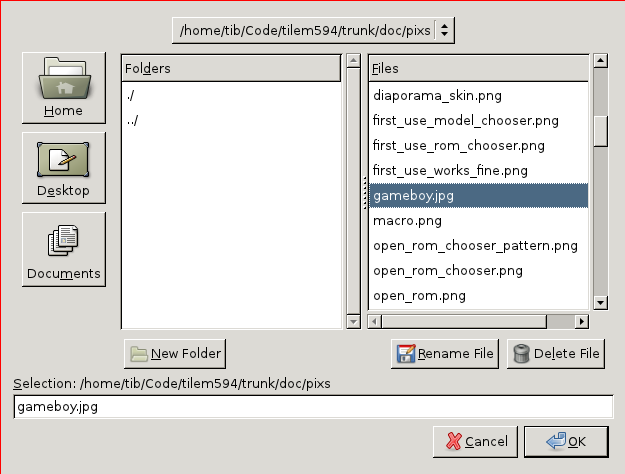 /home/tib/Code/tilem594/trunk/doc/pixs
Home
Desktop
Documents
Folders
./
../
Files
diaporama_skin.png
first_use_model_chooser.png
first_use_rom_chooser.png
first_use_works_fine.png
gameboy.jpg
macro.png
open_rom_chooser_pattern.png
open_rom_chooser.png
open_rom.png
New Folder
Rename File
Delete File
Selection: /home/tib/Code/tilem594/trunk/doc/pixs
gameboy.jpg
Cancel
OK